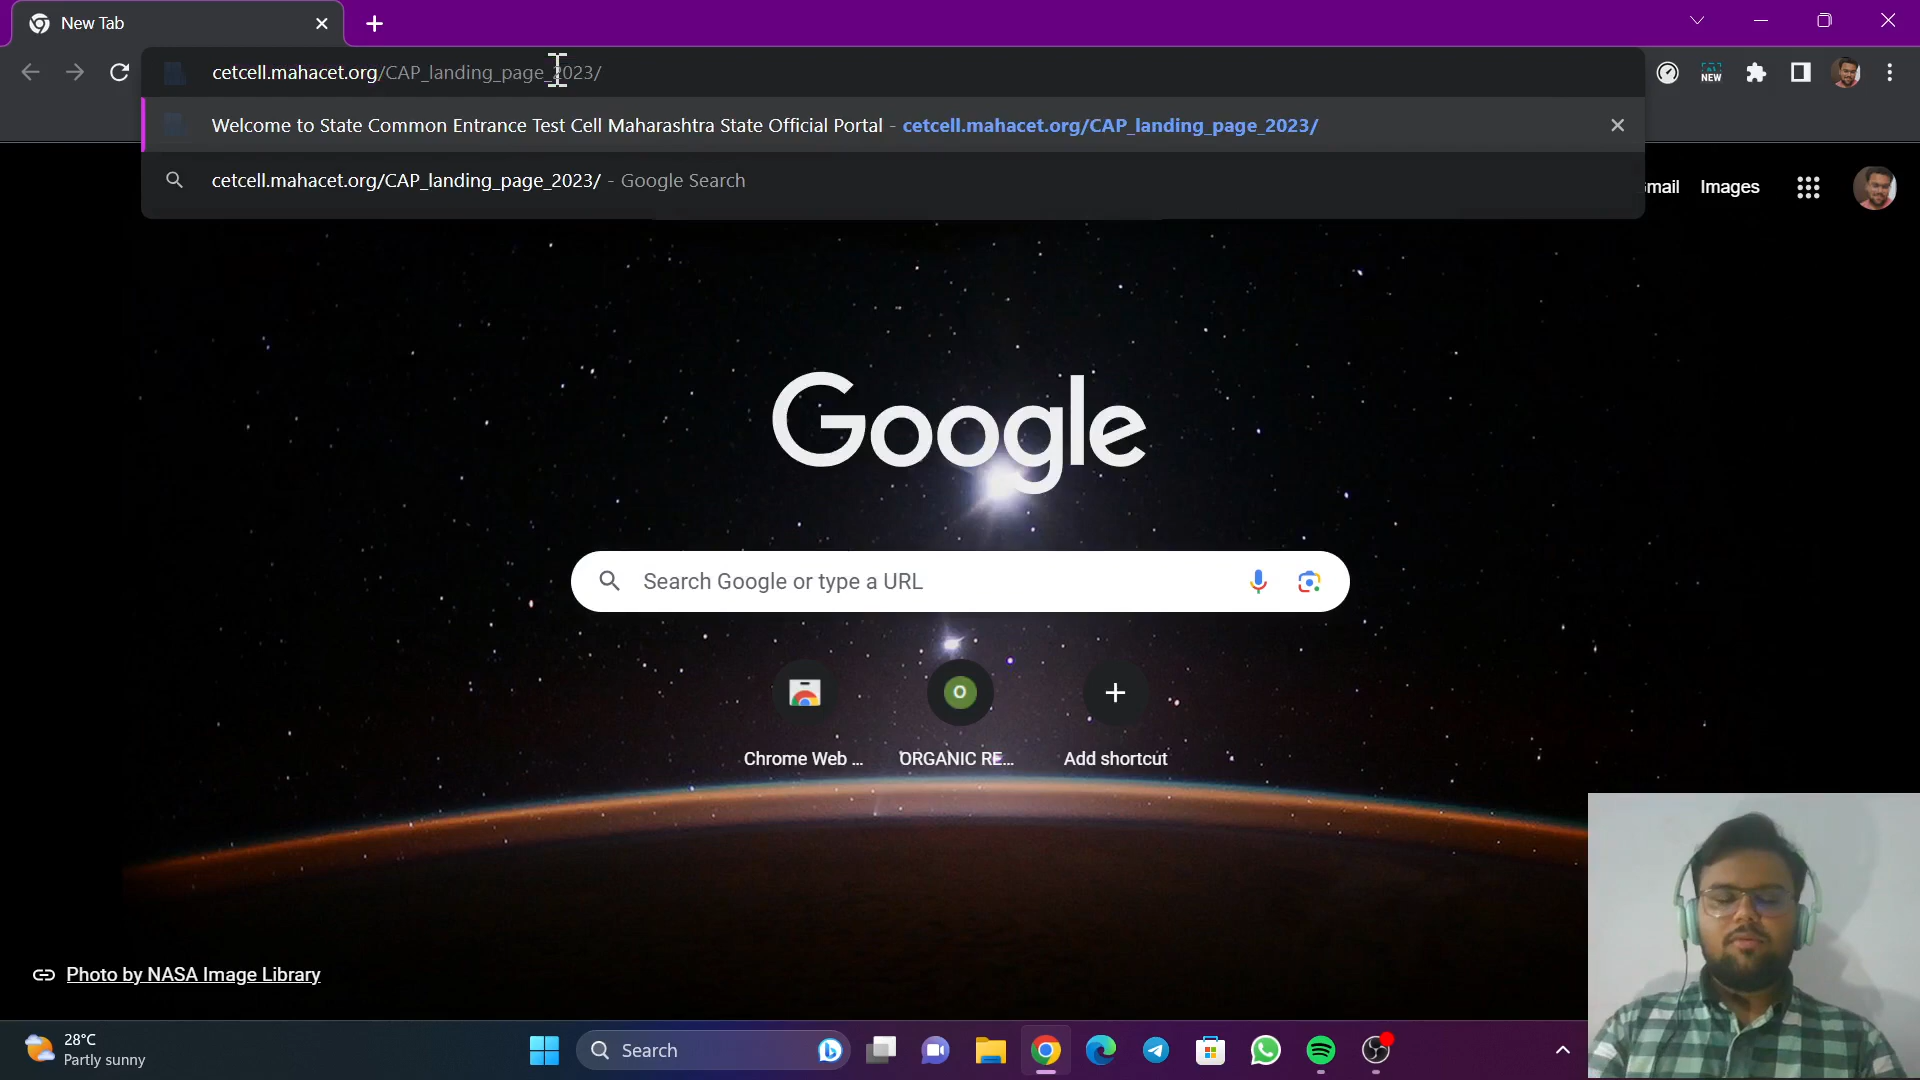 New Tab
cetcell.mahacet.org/CAP_landing_page_2023/
NEW
Welcome to State Common Entrance Test Cell Maharashtra State Official Portal - cetcell.mahacet.org/CAP_landing_page_2023/
cetcell.mahacet.org/CAP_landing_page_2023/ - Google Search
mail Images
Google
Search Google or type a URL
O
Chrome Web ... ORGANIC RE... Add shortcut
Photo by NASA Image Library
28°C
Partly sunny
Search